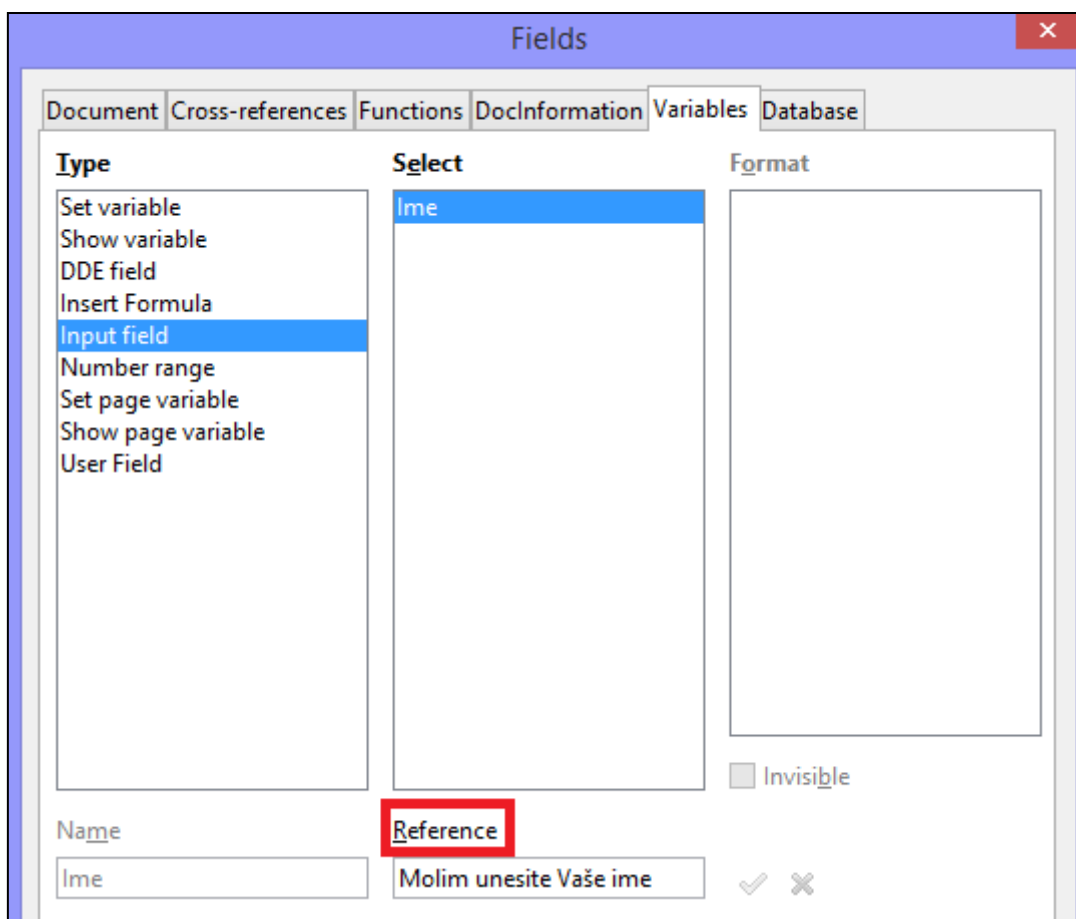 Fields
Document Cross-references Functions DocInformation Variables Database
Type Select Format
Set variable Ime
Show variable
DDE field
Insert Formula
Input field
Number range
Set page variable
Show page variable
User Field
Invisible
Name Reference
Ime Molim unesite Vaše ime